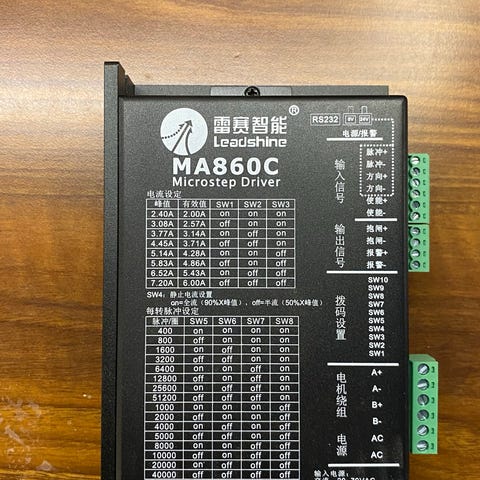 雷赛智能®
Leadshine
MA860C
Microstep Driver
RS232 5V 24V
电源/报警
电流设定
峰值 有效值 SW1 SW2 SW3
2.40A 2.00A on on on
3.08A 2.57A off on on
3.77A 3.14A on off on
4.45A 3.71A off off on
5.14A 4.28A on on off
5.83A 4.86A off on off
6.52A 5.43A on off off
7.20A 6.00A off off off
SW4：静止电流设置
on=全流（90%X峰值），off=半流（50%X峰值）
每转脉冲设定
脉冲/圈 SW5 SW6 SW7 SW8
400 on on on on
800 off on on on
1600 on off on on
3200 off off on on
6400 on on off on
12800 off on off on
25600 on off off on
51200 off off off on
1000 on on on off
2000 off on on off
4000 on off on off
5000 off off on off
8000 on on off off
10000 off on off off
20000 on off off off
40000 off off off off
输入信号
脉冲+
脉冲-
方向+
方向-
使能+
使能-
输出信号
抱闸+
抱闸-
报警+
报警-
拨码设置
SW10
SW9
SW8
SW7
SW6
SW5
SW4
SW3
SW2
SW1
电机绕组
A+
A-
B+
B-
电源
AC
AC
输入电源: